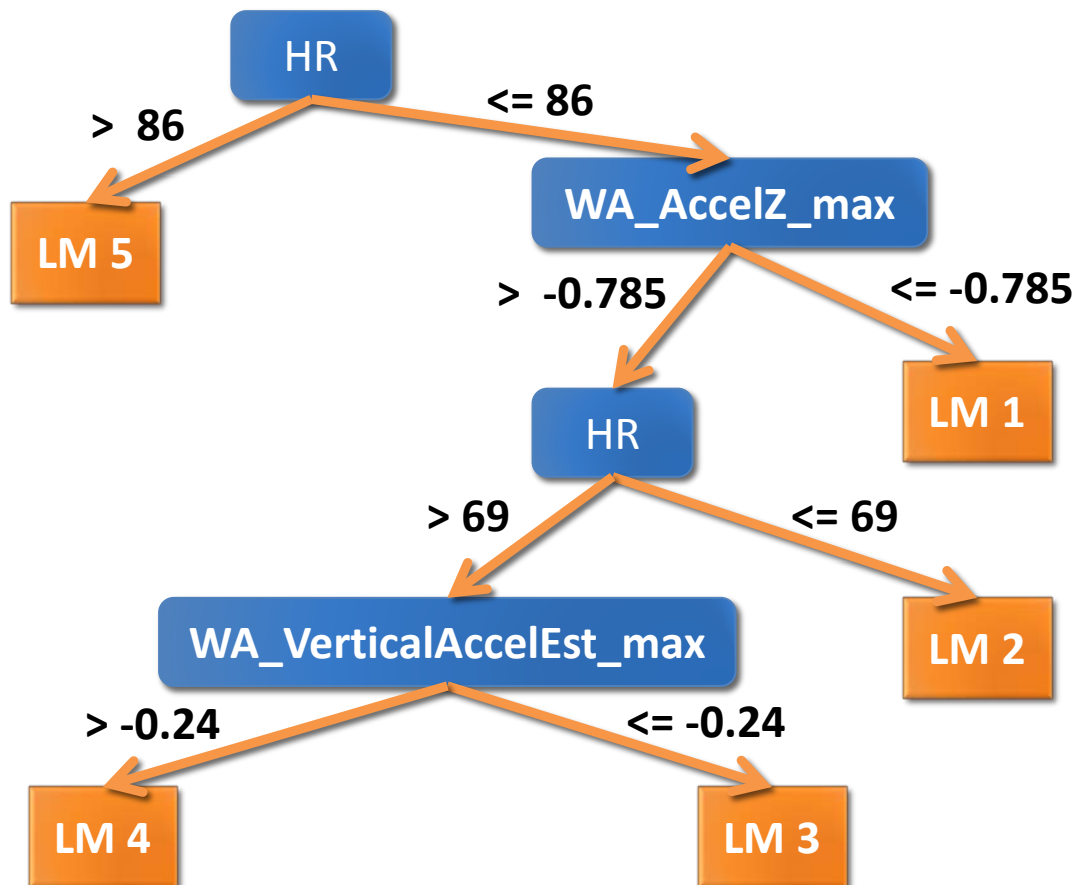 HR
> 86
<= 86
WA_AccelZ_max
LM 5
> -0.785
<= -0.785
LM 1
HR
> 69
<= 69
WA_VerticalAccelEst_max
LM 2
> -0.24
<= -0.24
LM 4
LM 3